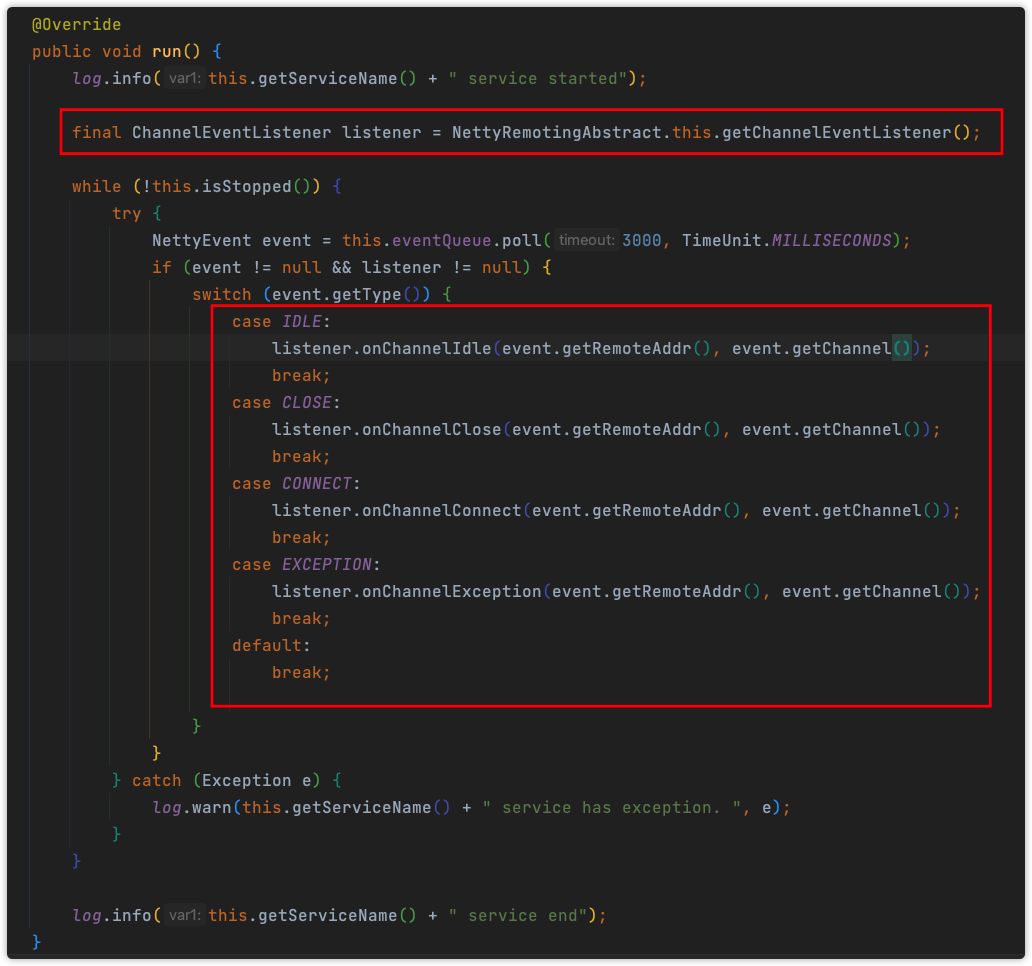 @Override
public void run() {
log.info( var1: this.getServiceName() + " service started");
final ChannelEventListener listener = NettyRemotingAbstract.this.getChannelEventListener();
while (!this.isStopped()) {
try {
NettyEvent event = this.eventQueue.poll( timeout: 3000, TimeUnit.MILLISECONDS);
if (event != null && listener != null) {
switch (event.getType()) {
case IDLE:
listener.onChannelIdle(event.getRemoteAddr(), event.getChannel());
break;
case CLOSE:
listener.onChannelClose(event.getRemoteAddr(), event.getChannel());
break;
case CONNECT:
listener.onChannelConnect(event.getRemoteAddr(), event.getChannel());
break;
case EXCEPTION:
listener.onChannelException(event.getRemoteAddr(), event.getChannel());
break;
default:
break;
}
}
} catch (Exception e) {
log.warn(this.getServiceName() + " service has exception. ", e);
}
}
log.info( var1: this.getServiceName() + " service end");
}